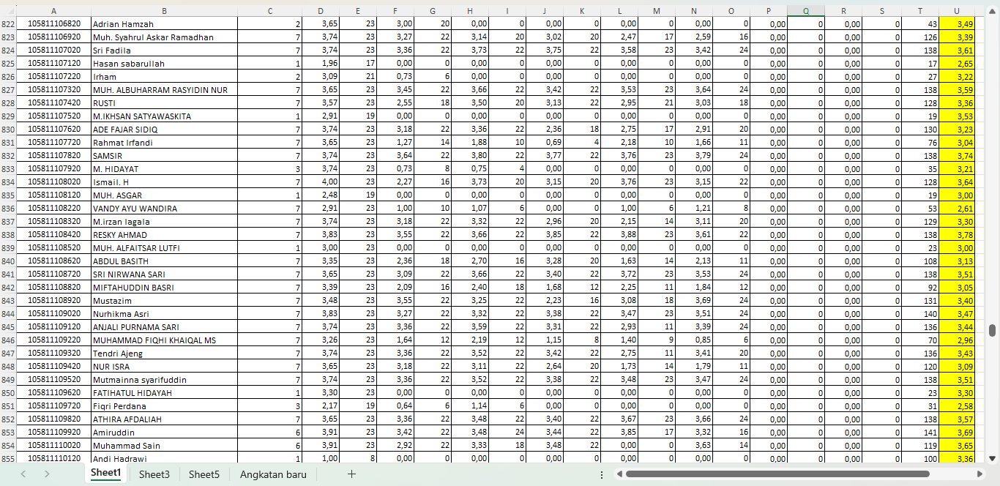 A B C D E F G H I J K L M N O P Q R S T U
822 105811106820 Adrian Hamzah 2 3,65 23 3,00 20 0,00 0 0,00 0 0,00 0 0,00 0 0,00 0 0,00 0 43 3,49
823 105811106920 Muh. Syahrul Askar Ramadhan 7 3,74 23 3,27 22 3,14 20 3,02 20 2,47 17 2,59 16 0,00 0 0,00 0 126 3,39
824 105811107020 Sri Fadila 7 3,74 23 3,36 22 3,73 22 3,75 22 3,58 23 3,42 24 0,00 0 0,00 0 138 3,61
825 105811107120 Hasan sabarullah 1 1,96 17 0,00 0 0,00 0 0,00 0 0,00 0 0,00 0 0,00 0 0,00 0 17 2,65
826 105811107220 Irham 2 3,09 21 0,73 6 0,00 0 0,00 0 0,00 0 0,00 0 0,00 0 0,00 0 27 3,22
827 105811107320 MUH. ALBUHARRAM RASYIDIN NUR 7 3,65 23 3,45 22 3,66 22 3,42 22 3,53 23 3,64 24 0,00 0 0,00 0 138 3,59
828 105811107420 RUSTI 7 3,57 23 2,55 18 3,50 20 3,13 22 2,95 21 3,03 18 0,00 0 0,00 0 128 3,36
829 105811107520 M.IKHSAN SATYAWASKITA 1 2,91 19 0,00 0 0,00 0 0,00 0 0,00 0 0,00 0 0,00 0 0,00 0 19 3,53
830 105811107620 ADE FAJAR SIDIQ 7 3,74 23 3,18 22 3,36 22 2,36 18 2,75 17 2,91 20 0,00 0 0,00 0 130 3,23
831 105811107720 Rahmat Irfandi 7 3,65 23 1,27 14 1,88 10 0,69 4 2,18 10 1,66 11 0,00 0 0,00 0 76 3,04
832 105811107820 SAMSIR 7 3,74 23 3,64 22 3,80 22 3,77 22 3,76 23 3,79 24 0,00 0 0,00 0 138 3,74
833 105811107920 M. HIDAYAT 3 3,74 23 0,73 8 0,75 4 0,00 0 0,00 0 0,00 0 0,00 0 0,00 0 35 3,21
834 105811108020 Ismail. H 7 4,00 23 2,27 16 3,73 20 3,15 20 3,76 23 3,15 22 0,00 0 0,00 0 128 3,64
835 105811108120 MUH. ASGAR 1 2,48 19 0,00 0 0,00 0 0,00 0 0,00 0 0,00 0 0,00 0 0,00 0 19 3,00
836 105811108220 VANDY AYU WANDIRA 7 2,91 23 1,00 10 1,07 6 0,00 0 1,00 6 1,21 8 0,00 0 0,00 0 53 2,61
837 105811108320 M.irzan lagala 7 3,74 23 3,18 22 3,32 22 2,96 20 2,15 14 3,11 20 0,00 0 0,00 0 129 3,30
838 105811108420 RESKY AHMAD 7 3,83 23 3,55 22 3,66 22 3,85 22 3,88 23 3,61 22 0,00 0 0,00 0 138 3,78
839 105811108520 MUH. ALFAITSAR LUTFI 1 3,00 23 0,00 0 0,00 0 0,00 0 0,00 0 0,00 0 0,00 0 0,00 0 23 3,00
840 105811108620 ABDUL BASITH 7 3,35 23 2,36 18 2,70 16 3,28 20 1,63 14 2,13 11 0,00 0 0,00 0 108 3,13
841 105811108720 SRI NIRWANA SARI 7 3,65 23 3,09 22 3,66 22 3,40 22 3,72 23 3,53 24 0,00 0 0,00 0 138 3,51
842 105811108820 MIFTAHUDDIN BASRI 7 3,39 23 2,09 16 2,40 18 1,68 12 2,25 11 1,84 12 0,00 0 0,00 0 92 3,05
843 105811108920 Mustazim 7 3,48 23 3,55 22 3,25 22 2,23 16 3,08 18 3,69 24 0,00 0 0,00 0 131 3,40
844 105811109020 Nurhikma Asri 7 3,83 23 3,27 22 3,32 22 3,38 22 3,47 23 3,51 24 0,00 0 0,00 0 140 3,47
845 105811109120 ANJALI PURNAMA SARI 7 3,74 23 3,36 22 3,59 22 3,31 22 2,93 11 3,39 24 0,00 0 0,00 0 136 3,44
846 105811109220 MUHAMMAD FIQHI KHAIQAL MS 7 3,26 23 1,64 12 2,19 12 1,15 8 1,40 9 0,85 6 0,00 0 0,00 0 70 2,96
847 105811109320 Tendri Ajeng 7 3,74 23 3,36 22 3,52 22 3,42 22 2,75 11 3,41 20 0,00 0 0,00 0 136 3,43
848 105811109420 NUR ISRA 7 3,65 23 3,18 22 3,11 22 2,64 20 1,73 14 1,79 11 0,00 0 0,00 0 120 3,09
849 105811109520 Mutmainna syarifuddin 7 3,74 23 3,36 22 3,52 22 3,38 22 3,48 23 3,47 24 0,00 0 0,00 0 138 3,51
850 105811109620 FATIHATUL HIDAYAH 1 3,30 23 0,00 0 0,00 0 0,00 0 0,00 0 0,00 0 0,00 0 0,00 0 23 3,30
851 105811109720 Fiqri Perdana 3 2,17 19 0,64 6 1,14 6 0,00 0 0,00 0 0,00 0 0,00 0 0,00 0 31 2,58
852 105811109820 ATHIRA AFDALIAH 7 3,65 23 3,36 22 3,48 22 3,40 22 3,67 23 3,66 24 0,00 0 0,00 0 138 3,57
853 105811109920 Amiruddin 6 3,91 23 3,42 22 3,48 24 3,44 22 3,85 17 3,32 16 0,00 0 0,00 0 141 3,69
854 105811110020 Muhammad Sain 6 3,91 23 2,92 22 3,33 18 3,48 22 0,00 0 3,63 14 0,00 0 0,00 0 119 3,65
855 105811110120 Andi Hadrawi 1 1,00 8 0,00 0 0,00 0 0,00 0 0,00 0 0,00 0 0,00 0 0,00 0 100 3,36
Sheet1 Sheet3 Sheet5 Angkatan baru +